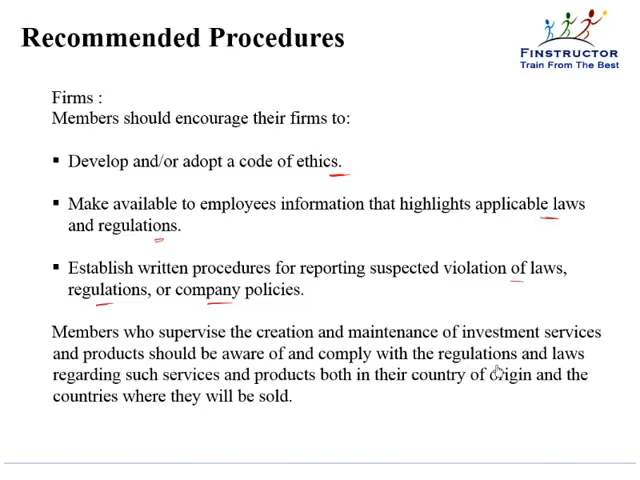 Recommended Procedures
FINSTRUCTOR
Train From The Best
Firms :
Members should encourage their firms to:
▪ Develop and/or adopt a code of ethics.
▪ Make available to employees information that highlights applicable laws
and regulations.
▪ Establish written procedures for reporting suspected violation of laws,
regulations, or company policies.
Members who supervise the creation and maintenance of investment services
and products should be aware of and comply with the regulations and laws
regarding such services and products both in their country of origin and the
countries where they will be sold.